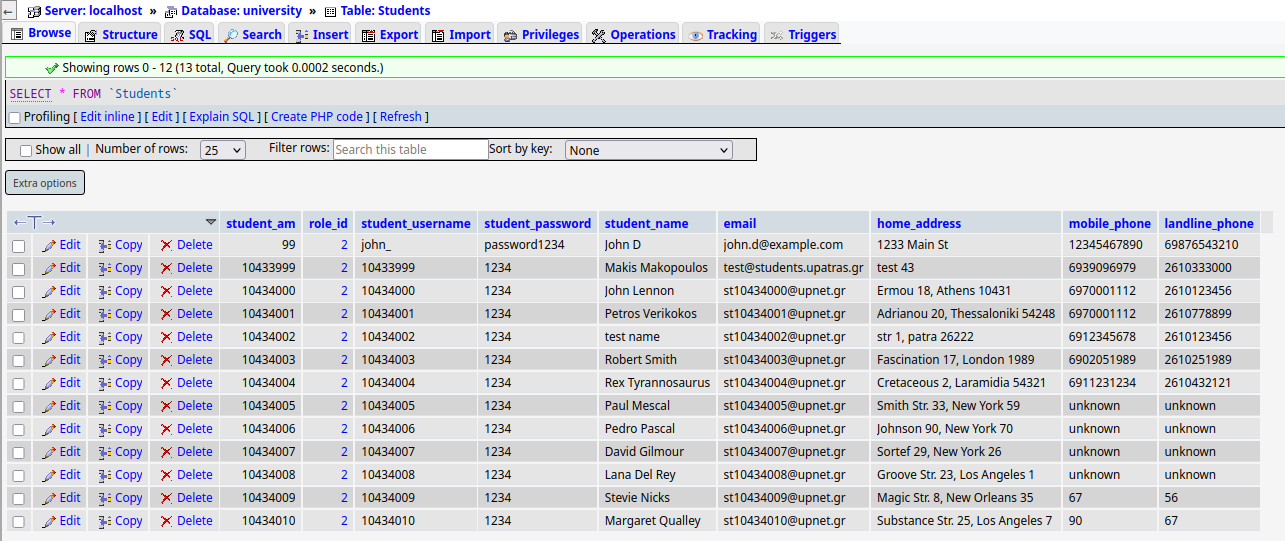 Server: localhost » Database: university » Table: Students
Browse Structure SQL Search Insert Export Import Privileges Operations Tracking Triggers
Showing rows 0 - 12 (13 total, Query took 0.0002 seconds.)
SELECT * FROM `Students`
Profiling [ Edit inline ] [ Edit ] [ Explain SQL ] [ Create PHP code ] [ Refresh ]
Show all | Number of rows: 25 Filter rows: Search this table Sort by key: None
Extra options
student_am role_id student_username student_password student_name email home_address mobile_phone landline_phone
Edit Copy Delete 99 2 john_ password1234 John D john.d@example.com 1233 Main St 12345467890 69876543210
Edit Copy Delete 10433999 2 10433999 1234 Makis Makopoulos test@students.upatras.gr test 43 6939096979 2610333000
Edit Copy Delete 10434000 2 10434000 1234 John Lennon st10434000@upnet.gr Ermou 18, Athens 10431 6970001112 2610123456
Edit Copy Delete 10434001 2 10434001 1234 Petros Verikokos st10434001@upnet.gr Adrianou 20, Thessaloniki 54248 6970001112 2610778899
Edit Copy Delete 10434002 2 10434002 1234 test name st10434002@upnet.gr str 1, patra 26222 6912345678 2610123456
Edit Copy Delete 10434003 2 10434003 1234 Robert Smith st10434003@upnet.gr Fascination 17, London 1989 6902051989 2610251989
Edit Copy Delete 10434004 2 10434004 1234 Rex Tyrannosaurus st10434004@upnet.gr Cretaceous 2, Laramidia 54321 6911231234 2610432121
Edit Copy Delete 10434005 2 10434005 1234 Paul Mescal st10434005@upnet.gr Smith Str. 33, New York 59 unknown unknown
Edit Copy Delete 10434006 2 10434006 1234 Pedro Pascal st10434006@upnet.gr Johnson 90, New York 70 unknown unknown
Edit Copy Delete 10434007 2 10434007 1234 David Gilmour st10434007@upnet.gr Sortef 29, New York 26 unknown unknown
Edit Copy Delete 10434008 2 10434008 1234 Lana Del Rey st10434008@upnet.gr Groove Str. 23, Los Angeles 1 unknown unknown
Edit Copy Delete 10434009 2 10434009 1234 Stevie Nicks st10434009@upnet.gr Magic Str. 8, New Orleans 35 67 56
Edit Copy Delete 10434010 2 10434010 1234 Margaret Qualley st10434010@upnet.gr Substance Str. 25, Los Angeles 7 90 67